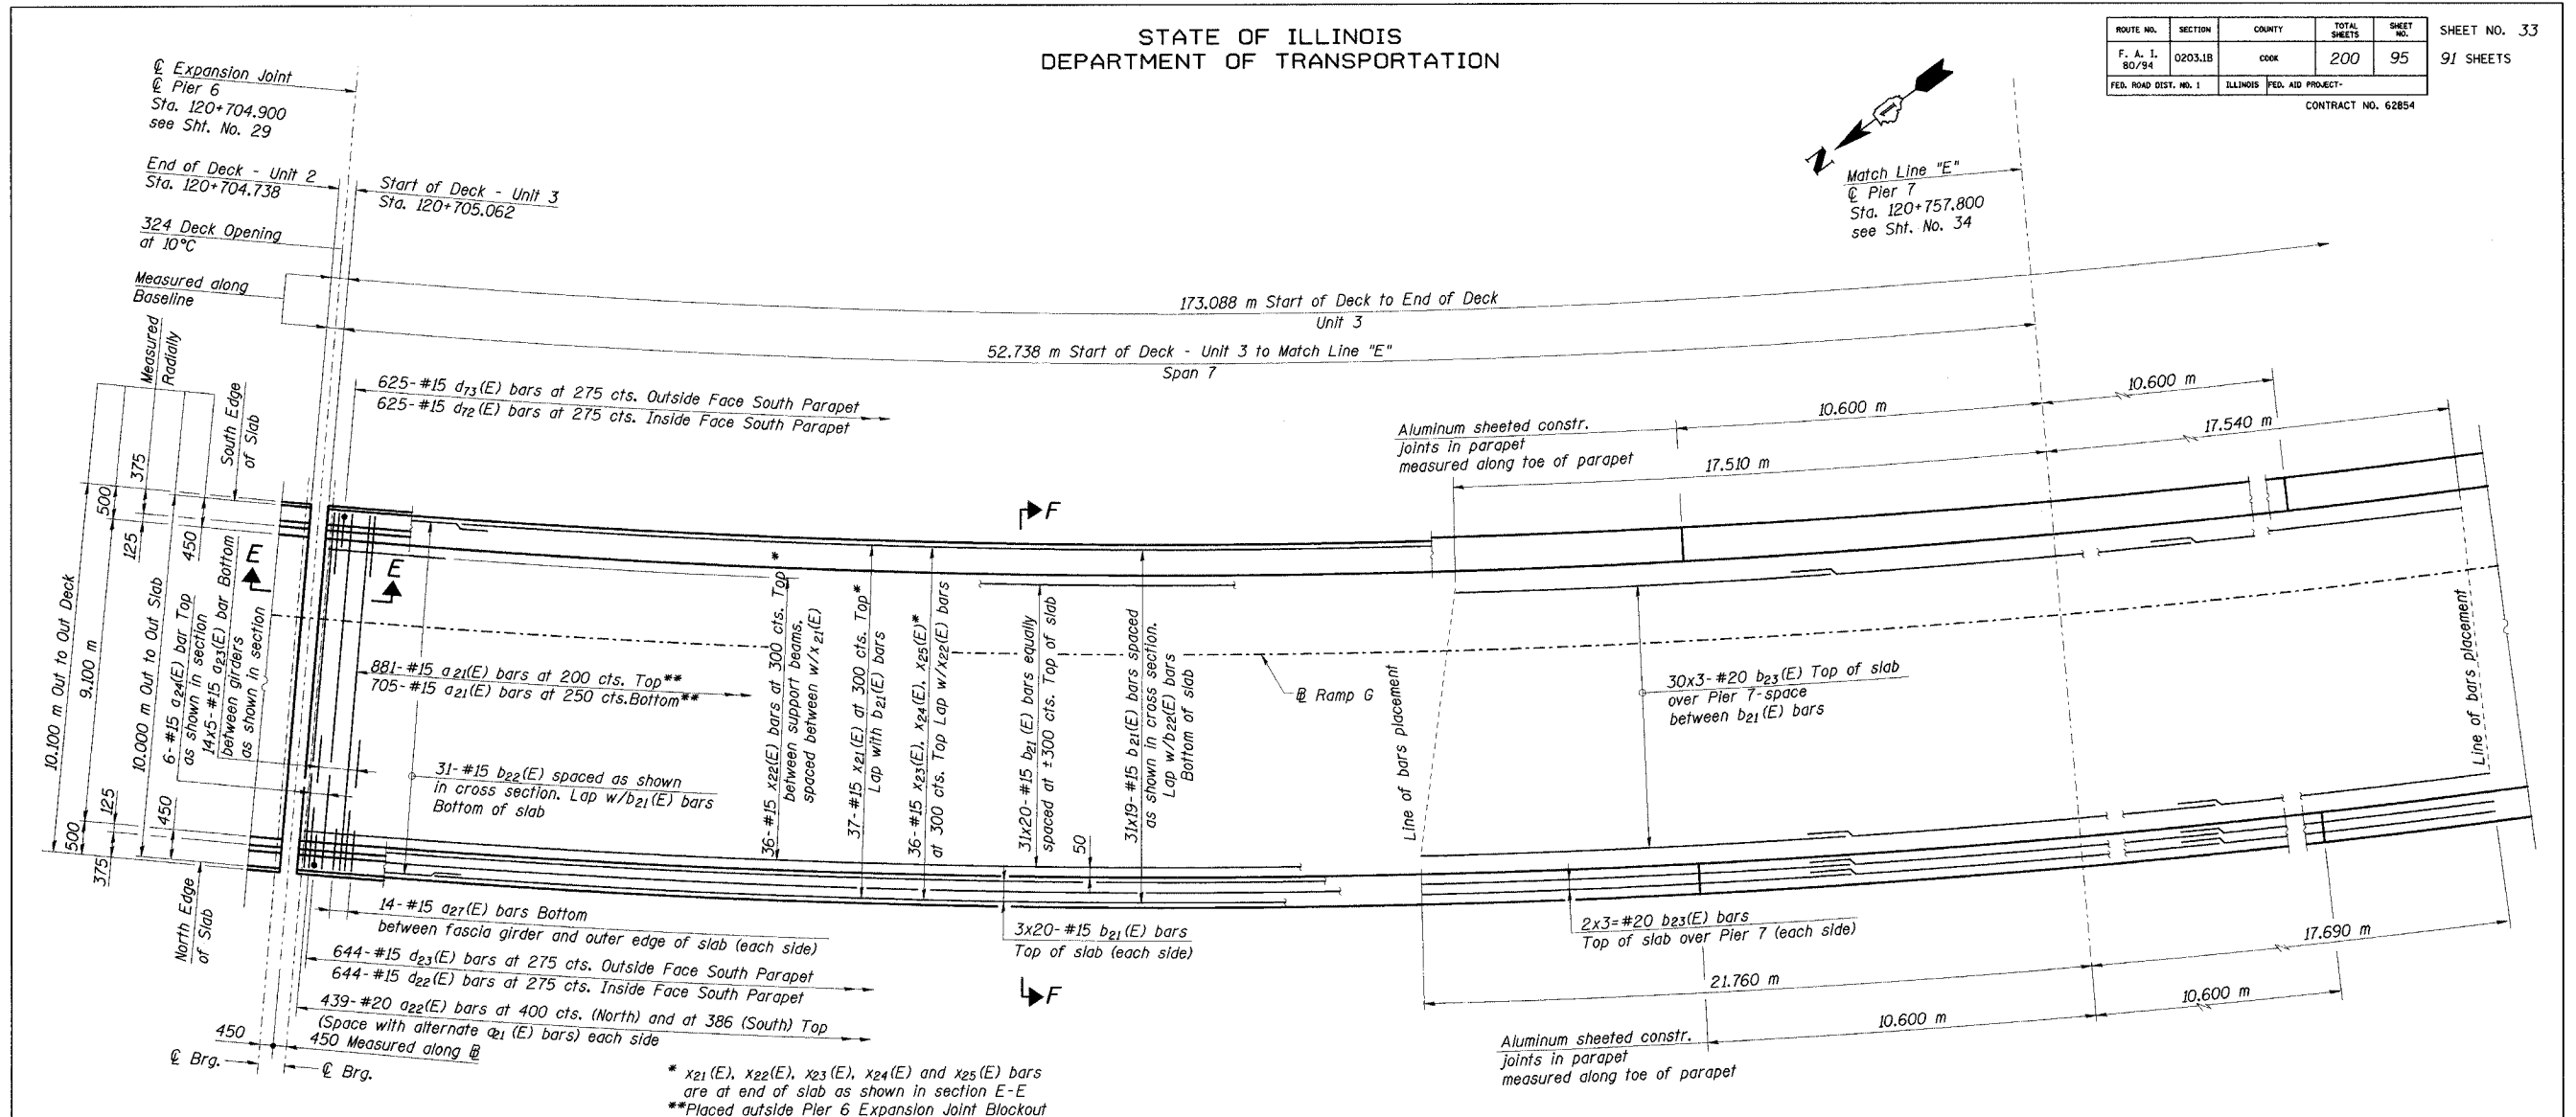 STATE OF ILLINOIS
DEPARTMENT OF TRANSPORTATION
ROUTE NO.
SECTION
COUNTY
TOTAL SHEETS
SHEET NO.
F. A. I. 80/94
0203.1B
COOK
200
95
FED. ROAD DIST. NO. 1
ILLINOIS
FED. AID PROJECT-
SHEET NO. 33
91 SHEETS
CONTRACT NO. 62854
℄ Expansion Joint
℄ Pier 6
Sta. 120+704.900
see Sht. No. 29
End of Deck - Unit 2
Sta. 120+704.738
Start of Deck - Unit 3
Sta. 120+705.062
324 Deck Opening
at 10°C
Measured along
Baseline
N
Match Line "E"
℄ Pier 7
Sta. 120+757.800
see Sht. No. 34
173.088 m Start of Deck to End of Deck
Unit 3
52.738 m Start of Deck - Unit 3 to Match Line "E"
Span 7
Measured
Radially
South Edge
of Slab
625-#15 d73(E) bars at 275 cts. Outside Face South Parapet
625-#15 d72(E) bars at 275 cts. Inside Face South Parapet
Aluminum sheeted constr.
joints in parapet
measured along toe of parapet
10.600 m
10.600 m
17.510 m
17.540 m
10.100 m Out to Out Deck
500
9.100 m
500
375
125
125
375
10.000 m Out to Out Slab
450
450
6-#15 a24(E) bar Top
as shown in section
14x5-#15 a23(E) bar Bottom
between girders
as shown in section
E
E
F
881-#15 a21(E) bars at 200 cts. Top**
705-#15 a21(E) bars at 250 cts.Bottom**
31-#15 b22(E) spaced as shown
in cross section. Lap w/b21(E) bars
Bottom of slab
36-#15 x22(E) bars at 300 cts. Top*
between support beams.
spaced between w/x21(E)
37-#15 x21(E) at 300 cts. Top*
Lap with b21(E) bars
36-#15 x23(E), x24(E), x25(E)*
at 300 cts. Top Lap w/x22(E) bars
31x20-#15 b21(E) bars equally
spaced at ±300 cts. Top of slab
50
31x19-#15 b21(E) bars spaced
as shown in cross section.
Lap w/b22(E) bars
Bottom of slab
Ramp G
Line of bars placement
30x3-#20 b23(E) Top of slab
over Pier 7-space
between b21(E) bars
Line of bars placement
North Edge
of Slab
14-#15 a27(E) bars Bottom
between fascia girder and outer edge of slab (each side)
644-#15 d23(E) bars at 275 cts. Outside Face South Parapet
644-#15 d22(E) bars at 275 cts. Inside Face South Parapet
439-#20 a22(E) bars at 400 cts. (North) and at 386 (South) Top
(Space with alternate a21 (E) bars) each side
450
450 Measured along
℄ Brg.
℄ Brg.
3x20-#15 b21(E) bars
Top of slab (each side)
F
2x3=#20 b23(E) bars
Top of slab over Pier 7 (each side)
21.760 m
17.690 m
10.600 m
10.600 m
Aluminum sheeted constr.
joints in parapet
measured along toe of parapet
* x21(E), x22(E), x23(E), x24(E) and x25(E) bars
are at end of slab as shown in section E-E
**Placed outside Pier 6 Expansion Joint Blockout